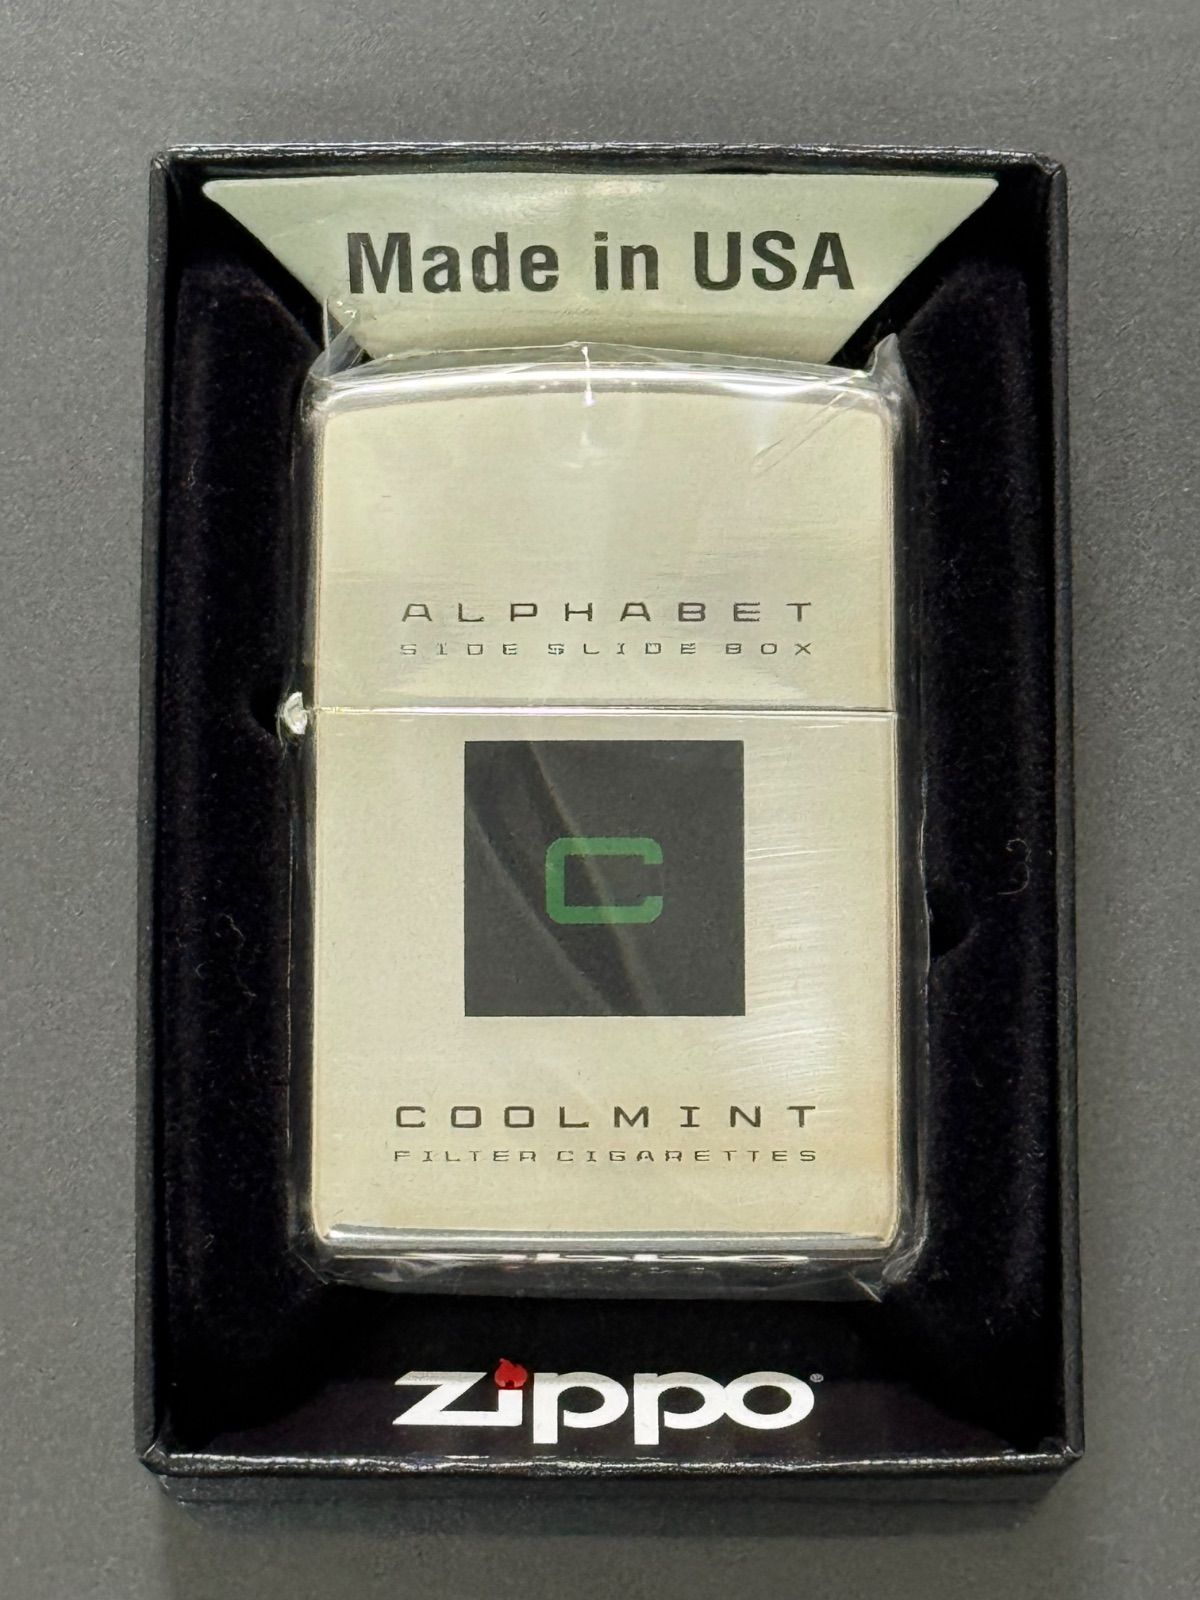 Made in USA
ALPHABET
SIDE SLIDE BOX
C
COOLMINT
FILTER CIGARETTES
zippo®